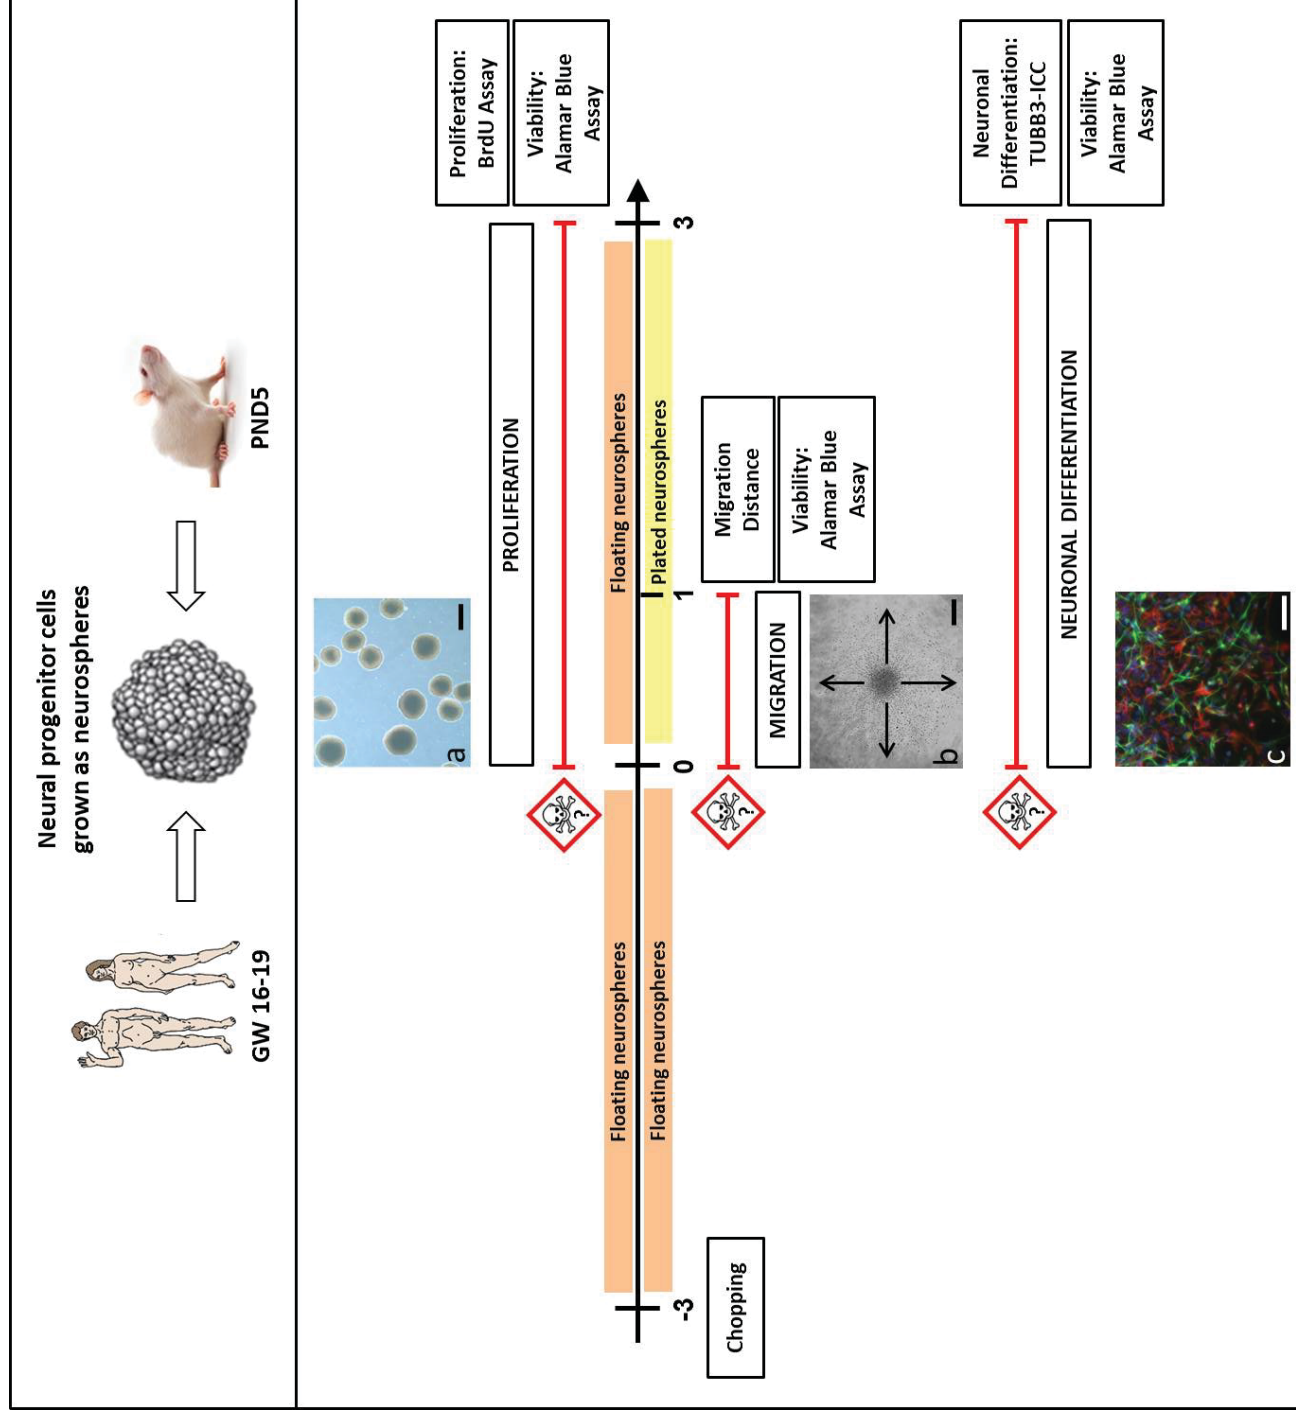 Neural progenitor cells
grown as neurospheres
GW 16-19
PND5
a
PROLIFERATION
Proliferation:
BrdU Assay
Viability:
Alamar Blue
Assay
?
Floating neurospheres
Floating neurospheres
Floating neurospheres
Plated neurospheres
-3
0
1
3
Chopping
?
Migration
Distance
Viability:
Alamar Blue
Assay
MIGRATION
b
?
Neuronal
Differentiation:
TUBB3-ICC
Viability:
Alamar Blue
Assay
NEURONAL DIFFERENTIATION
c